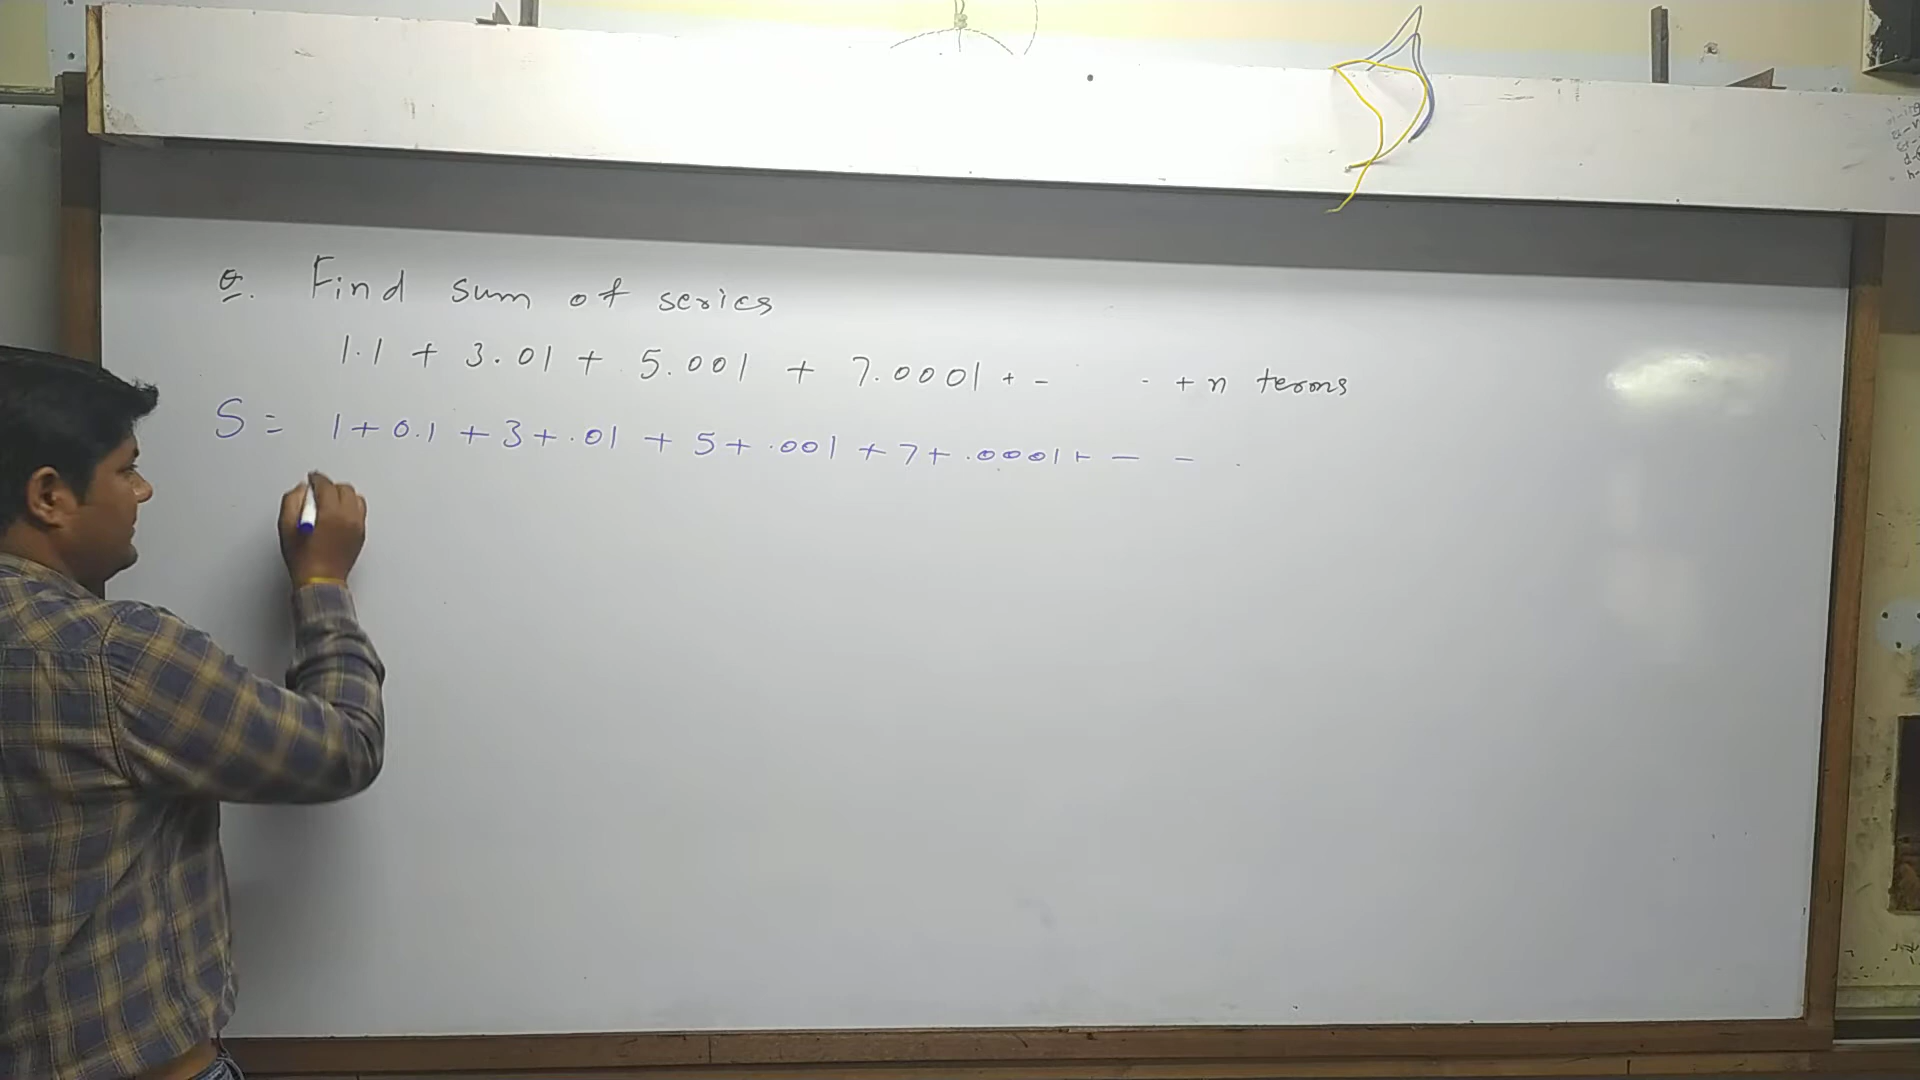 Q. Find sum of series
1.1 + 3.01 + 5.001 + 7.0001 + - - + n terms
S = 1 + 0.1 + 3 + .01 + 5 + .001 + 7 + .0001 + - - .